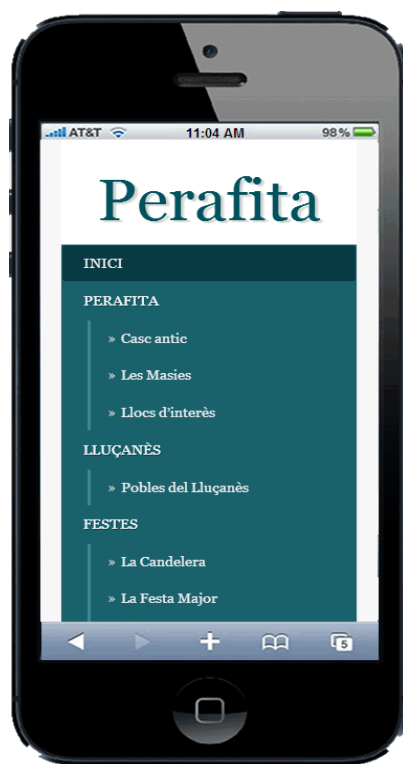 AT&T 11:04 AM 98%
Perafita
INICI
PERAFITA
» Casc antic
» Les Masies
» Llocs d'interès
LLUÇANÈS
» Pobles del Lluçanès
FESTES
» La Candelera
» La Festa Major
5